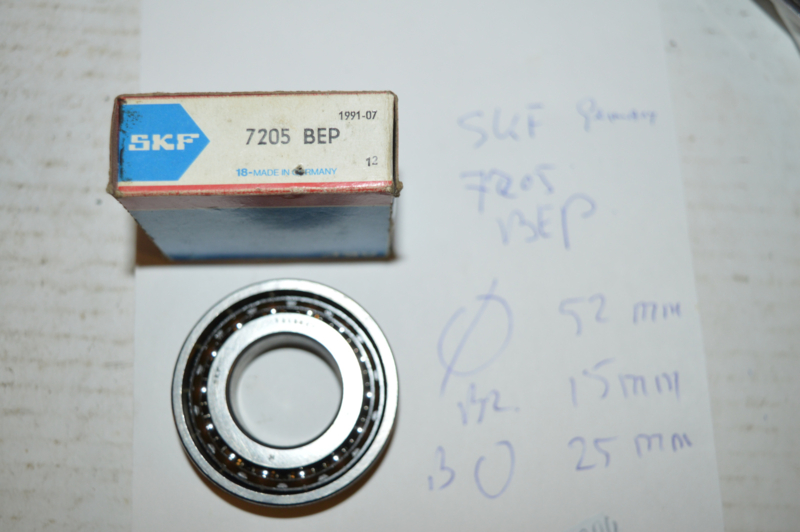 1991-07
SKF
7205 BEP
12
18-MADE IN GERMANY
SKF Germany
7205
BEP
Ø 52 mm
15 mm
25 mm